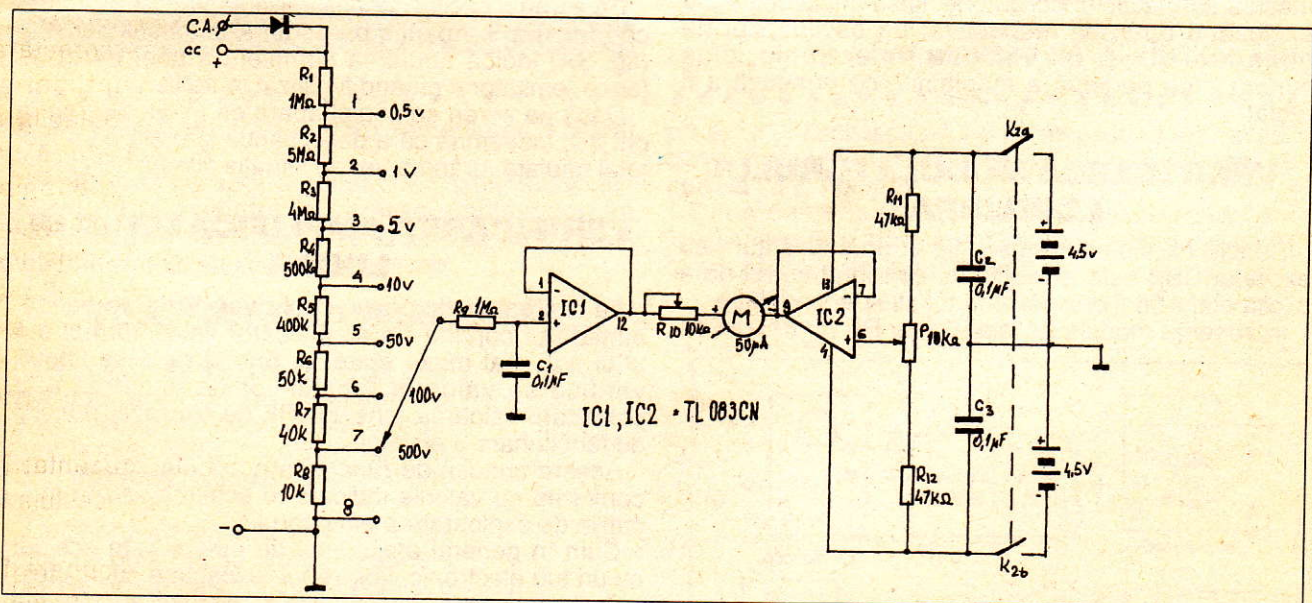 C.A.
cc
+
R1
1MΩ
1
0,5v
R2
5MΩ
2
1v
R3
4MΩ
3
5v
R4
500k
4
10v
R5
400k
5
50v
R6
50k
6
100v
R7
40k
7
500v
R8
10k
8
-
R9 1MΩ
C1
0,1µF
1
-
2
+
IC1
12
R10 10kΩ
+
M
50µA
-
9
IC2
13
-
7
+
6
4
IC1, IC2 = TL083CN
R11
47kΩ
P 10kΩ
R12
47kΩ
C2
0,1µF
C3
0,1µF
K2a
K2b
+
4,5v
-
+
4,5V
-